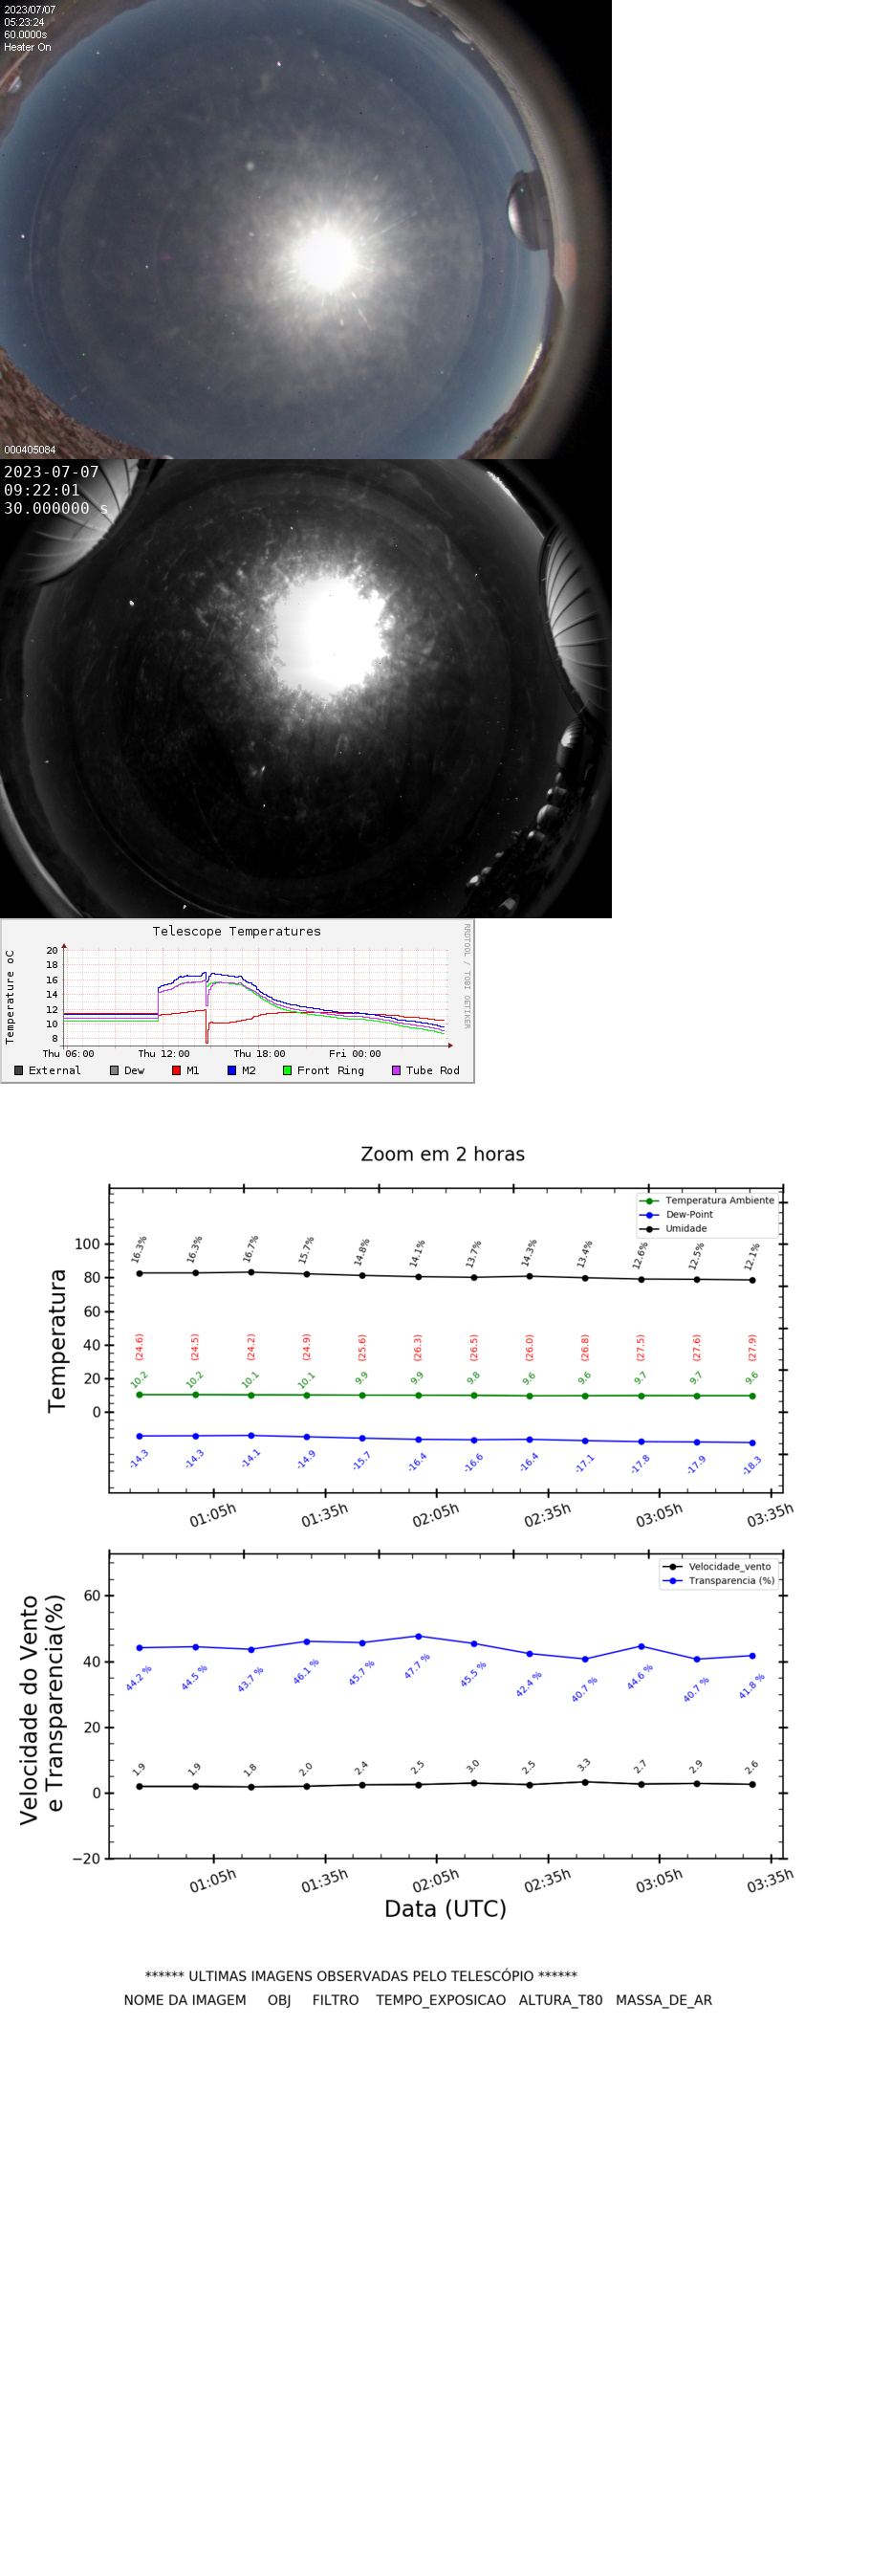 2023/07/07
05:23:24
60.0000s
Heater On
000405084
2023-07-07
09:22:01
30.000000 s
Telescope Temperatures
RRDTOOL / TOBI OETIKER
Temperature oC
20
18
16
14
12
10
8
Thu 06:00 Thu 12:00 Thu 18:00 Fri 00:00
External Dew M1 M2 Front Ring Tube Rod
Zoom em 2 horas
Temperatura Ambiente
Dew-Point
Umidade
Temperatura
100
80
60
40
20
0
16.3% 16.3% 16.7% 15.7% 14.8% 14.1% 13.7% 14.3% 13.4% 12.6% 12.5% 12.1%
(24.6) (24.5) (24.2) (24.9) (25.6) (26.3) (26.5) (26.0) (26.8) (27.5) (27.6) (27.9)
10.2 10.2 10.1 10.1 9.9 9.9 9.8 9.6 9.6 9.7 9.7 9.6
-14.3 -14.3 -14.1 -14.9 -15.7 -16.4 -16.6 -16.4 -17.1 -17.8 -17.9 -18.3
01:05h 01:35h 02:05h 02:35h 03:05h 03:35h
Velocidade_vento
Transparencia (%)
Velocidade do Vento
e Transparencia(%)
60
40
20
0
−20
44.2 % 44.5 % 43.7 % 46.1 % 45.7 % 47.7 % 45.5 % 42.4 % 40.7 % 44.6 % 40.7 % 41.8 %
1.9 1.9 1.8 2.0 2.4 2.5 3.0 2.5 3.3 2.7 2.9 2.6
01:05h 01:35h 02:05h 02:35h 03:05h 03:35h
Data (UTC)
****** ULTIMAS IMAGENS OBSERVADAS PELO TELESCÓPIO ******
NOME DA IMAGEM OBJ FILTRO TEMPO_EXPOSICAO ALTURA_T80 MASSA_DE_AR